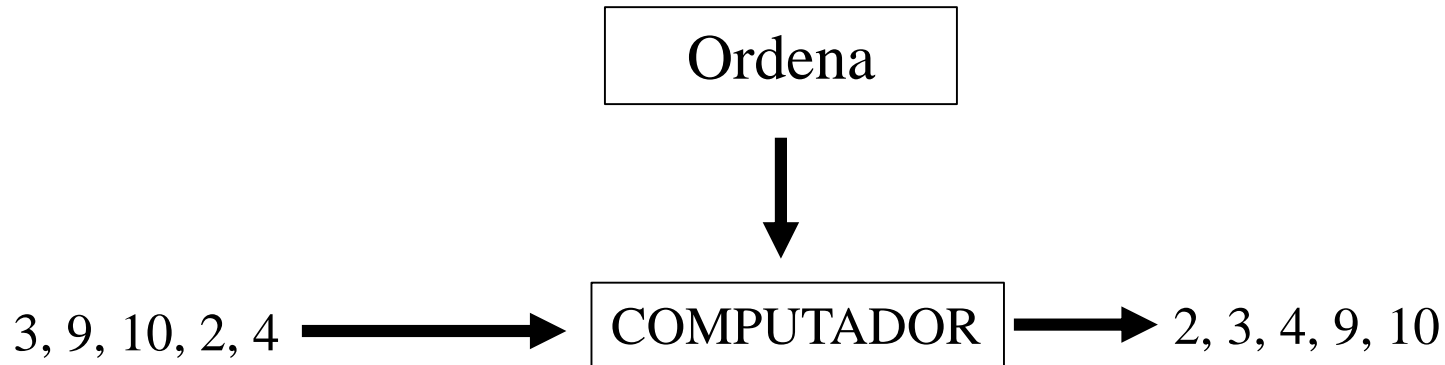 Ordena
3, 9, 10, 2, 4
COMPUTADOR
2, 3, 4, 9, 10